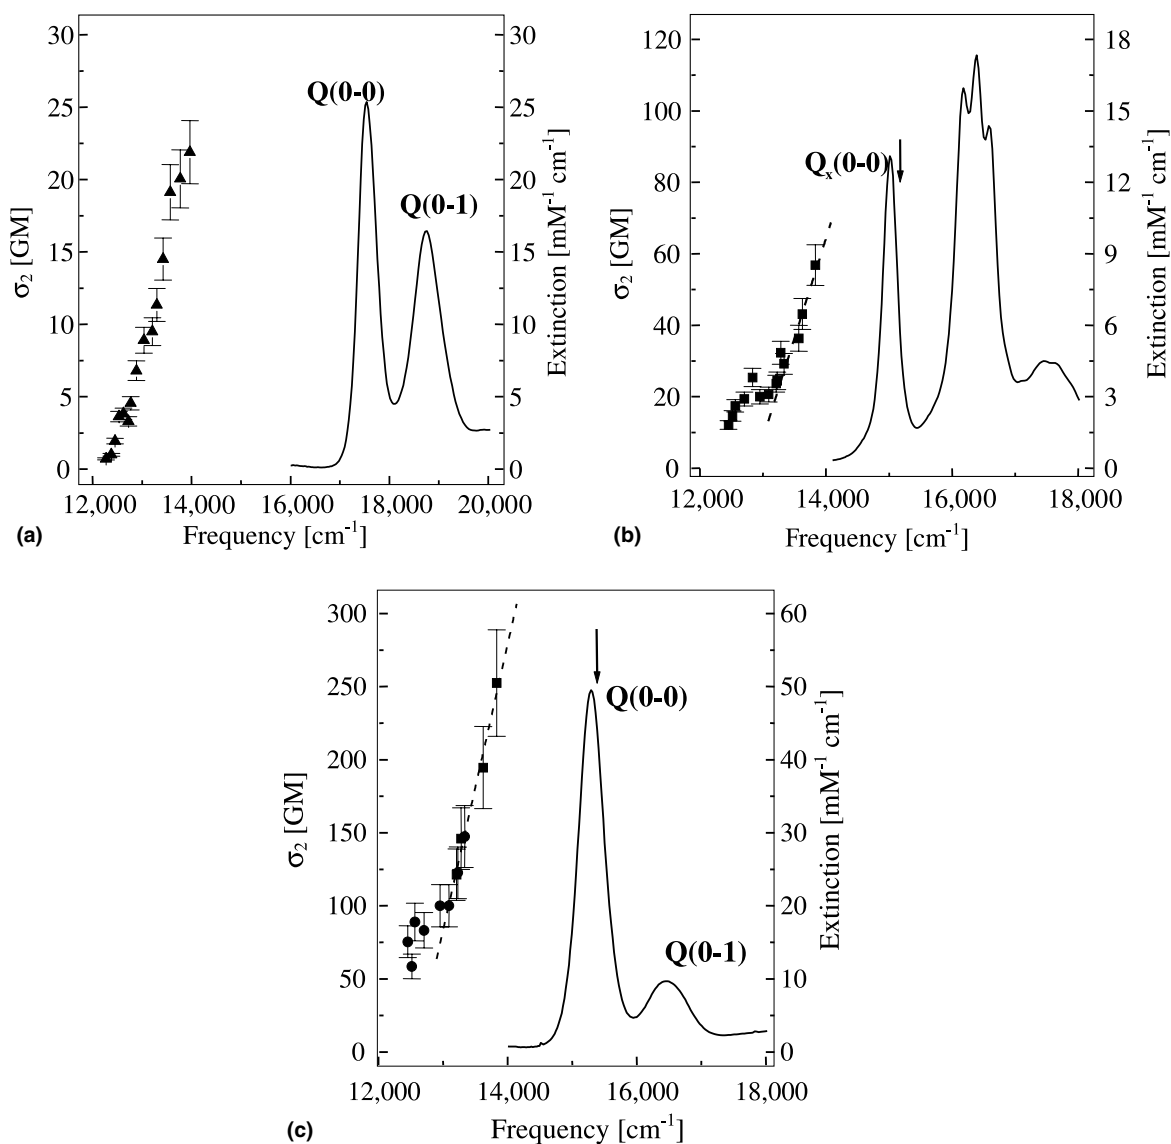 30
25
20
15
10
5
0
σ₂ [GM]
Q(0-0)
Q(0-1)
30
25
20
15
10
5
0
Extinction [mM⁻¹ cm⁻¹]
12,000 14,000 16,000 18,000 20,000
(a) Frequency [cm⁻¹]
120
100
80
60
40
20
0
σ₂ [GM]
Qₓ(0-0)
18
15
12
9
6
3
0
Extinction [mM⁻¹ cm⁻¹]
12,000 14,000 16,000 18,000
(b) Frequency [cm⁻¹]
300
250
200
150
100
50
0
σ₂ [GM]
Q(0-0)
Q(0-1)
60
50
40
30
20
10
0
Extinction [mM⁻¹ cm⁻¹]
12,000 14,000 16,000 18,000
(c) Frequency [cm⁻¹]